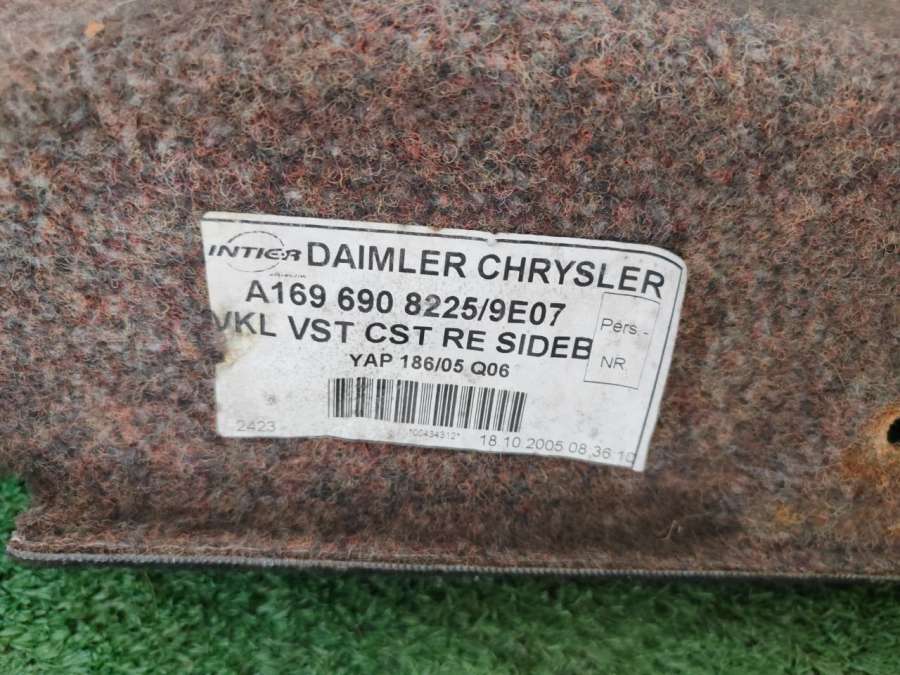 INTIER DAIMLER CHRYSLER
A169 690 8225/9E07
VKL VST CST RE SIDEB
Pers.-
NR.
YAP 186/05 Q06
2423
*00434312*
18.10.2005 08:36:10